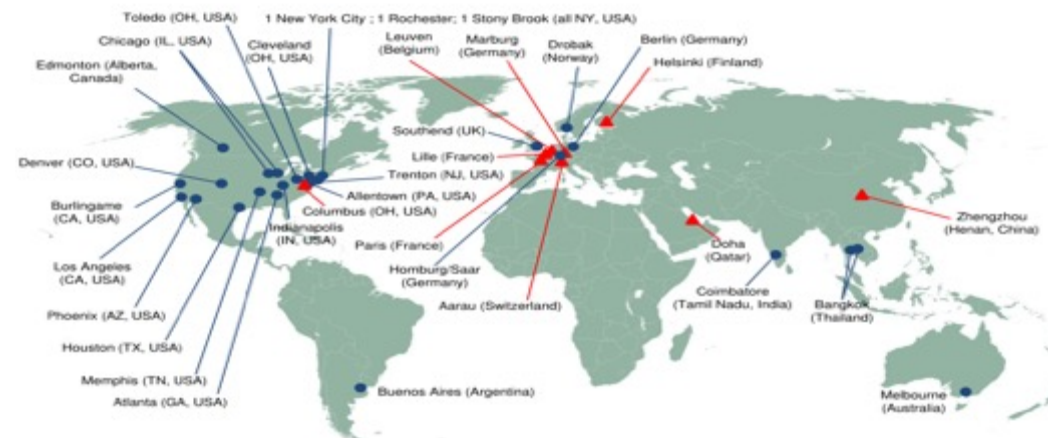 Toledo (OH, USA)
1 New York City ; 1 Rochester; 1 Stony Brook (all NY, USA)
Chicago (IL, USA)
Cleveland
(OH, USA)
Leuven
(Belgium)
Marburg
(Germany)
Drobak
(Norway)
Berlin (Germany)
Edmonton (Alberta,
Canada)
Helsinki (Finland)
Southend (UK)
Denver (CO, USA)
Lille (France)
Trenton (NJ, USA)
Allentown (PA, USA)
Burlingame
(CA, USA)
Columbus (OH, USA)
Zhengzhou
(Henan, China)
Indianapolis
(IN, USA)
Paris (France)
Doha
(Qatar)
Los Angeles
(CA, USA)
Homburg/Saar
(Germany)
Coimbatore
(Tamil Nadu, India)
Aarau (Switzerland)
Bangkok
(Thailand)
Phoenix (AZ, USA)
Houston (TX, USA)
Memphis (TN, USA)
Atlanta (GA, USA)
Buenos Aires (Argentina)
Melbourne
(Australia)